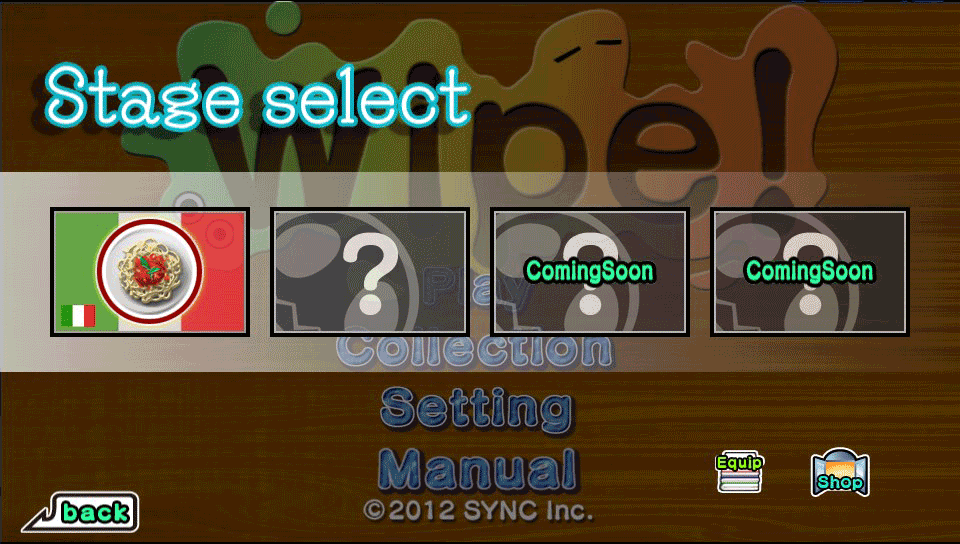 Stage select
Wipe!
?
?
ComingSoon
?
ComingSoon
Play
Collection
Setting
Manual
Equip
Shop
back
©2012 SYNC Inc.